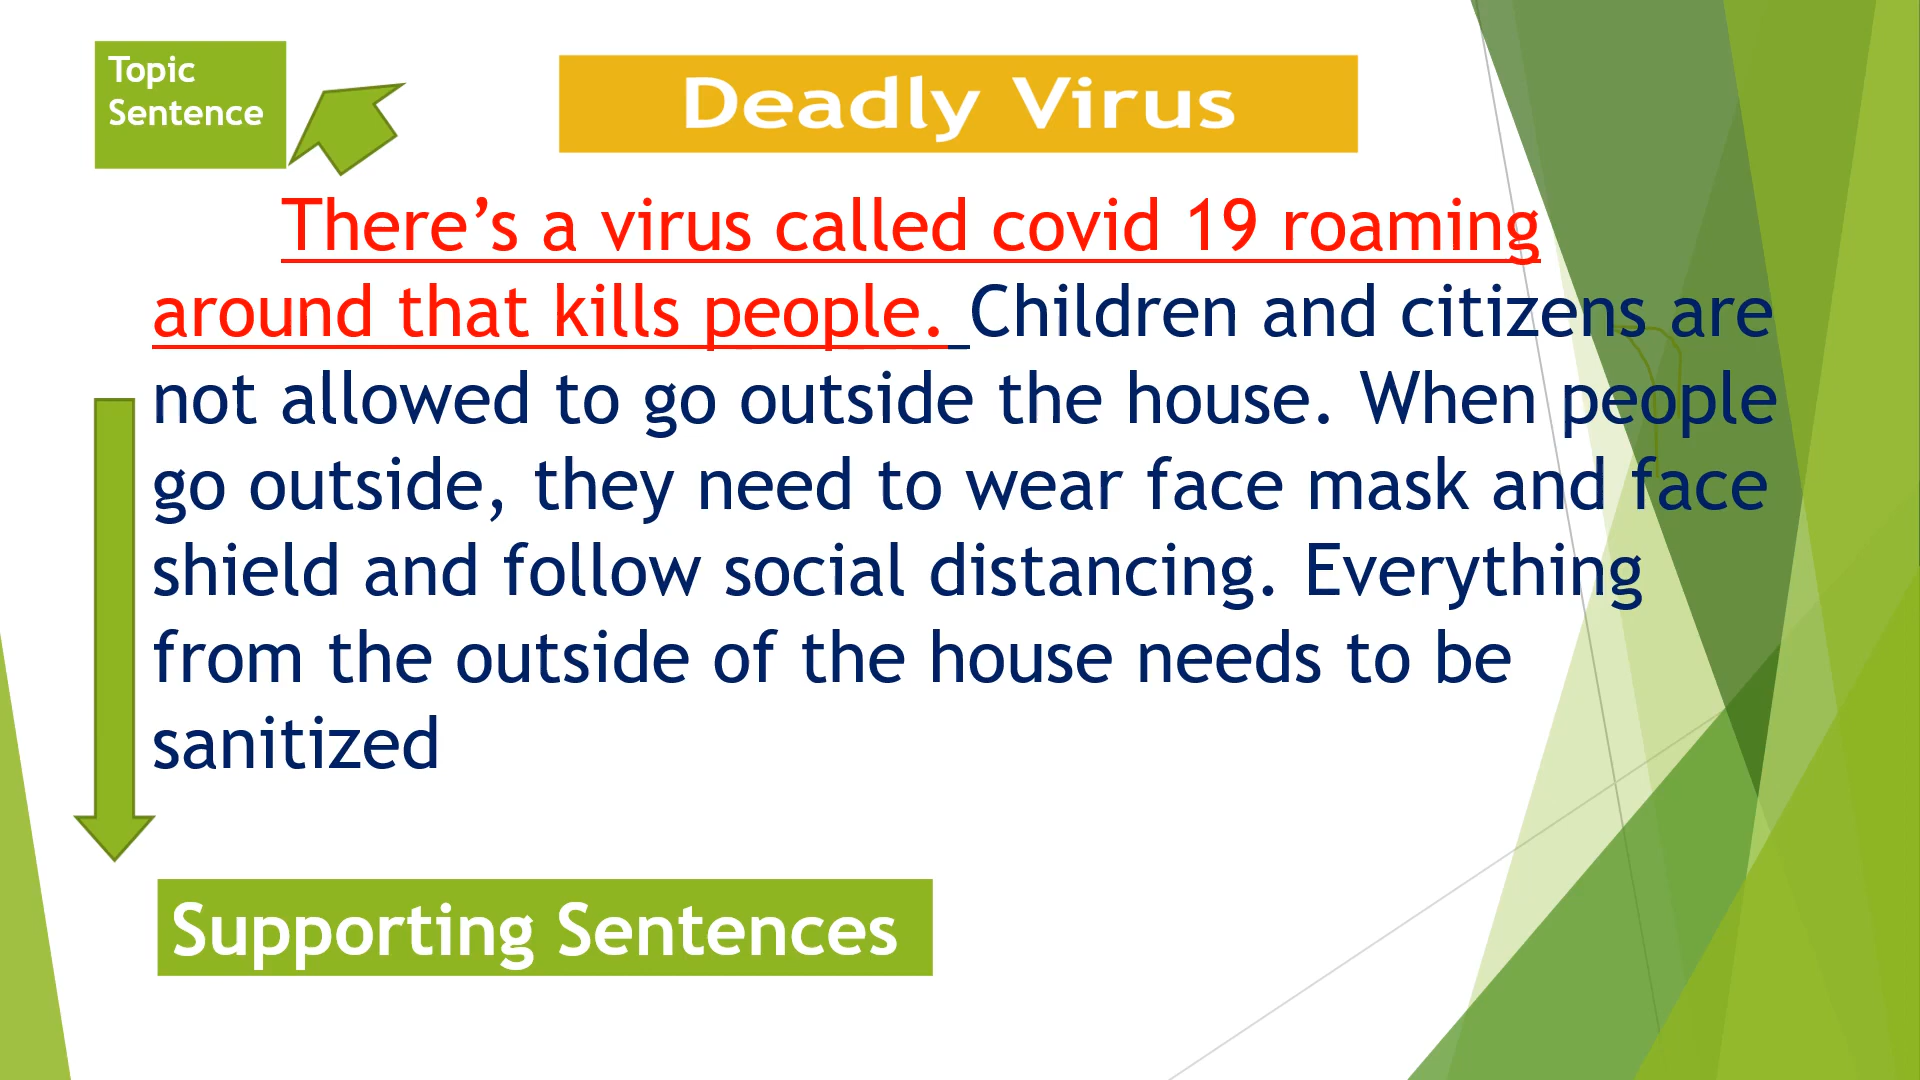 Topic
Sentence
Deadly Virus
There’s a virus called covid 19 roaming
around that kills people. Children and citizens are
not allowed to go outside the house. When people
go outside, they need to wear face mask and face
shield and follow social distancing. Everything
from the outside of the house needs to be
sanitized
Supporting Sentences